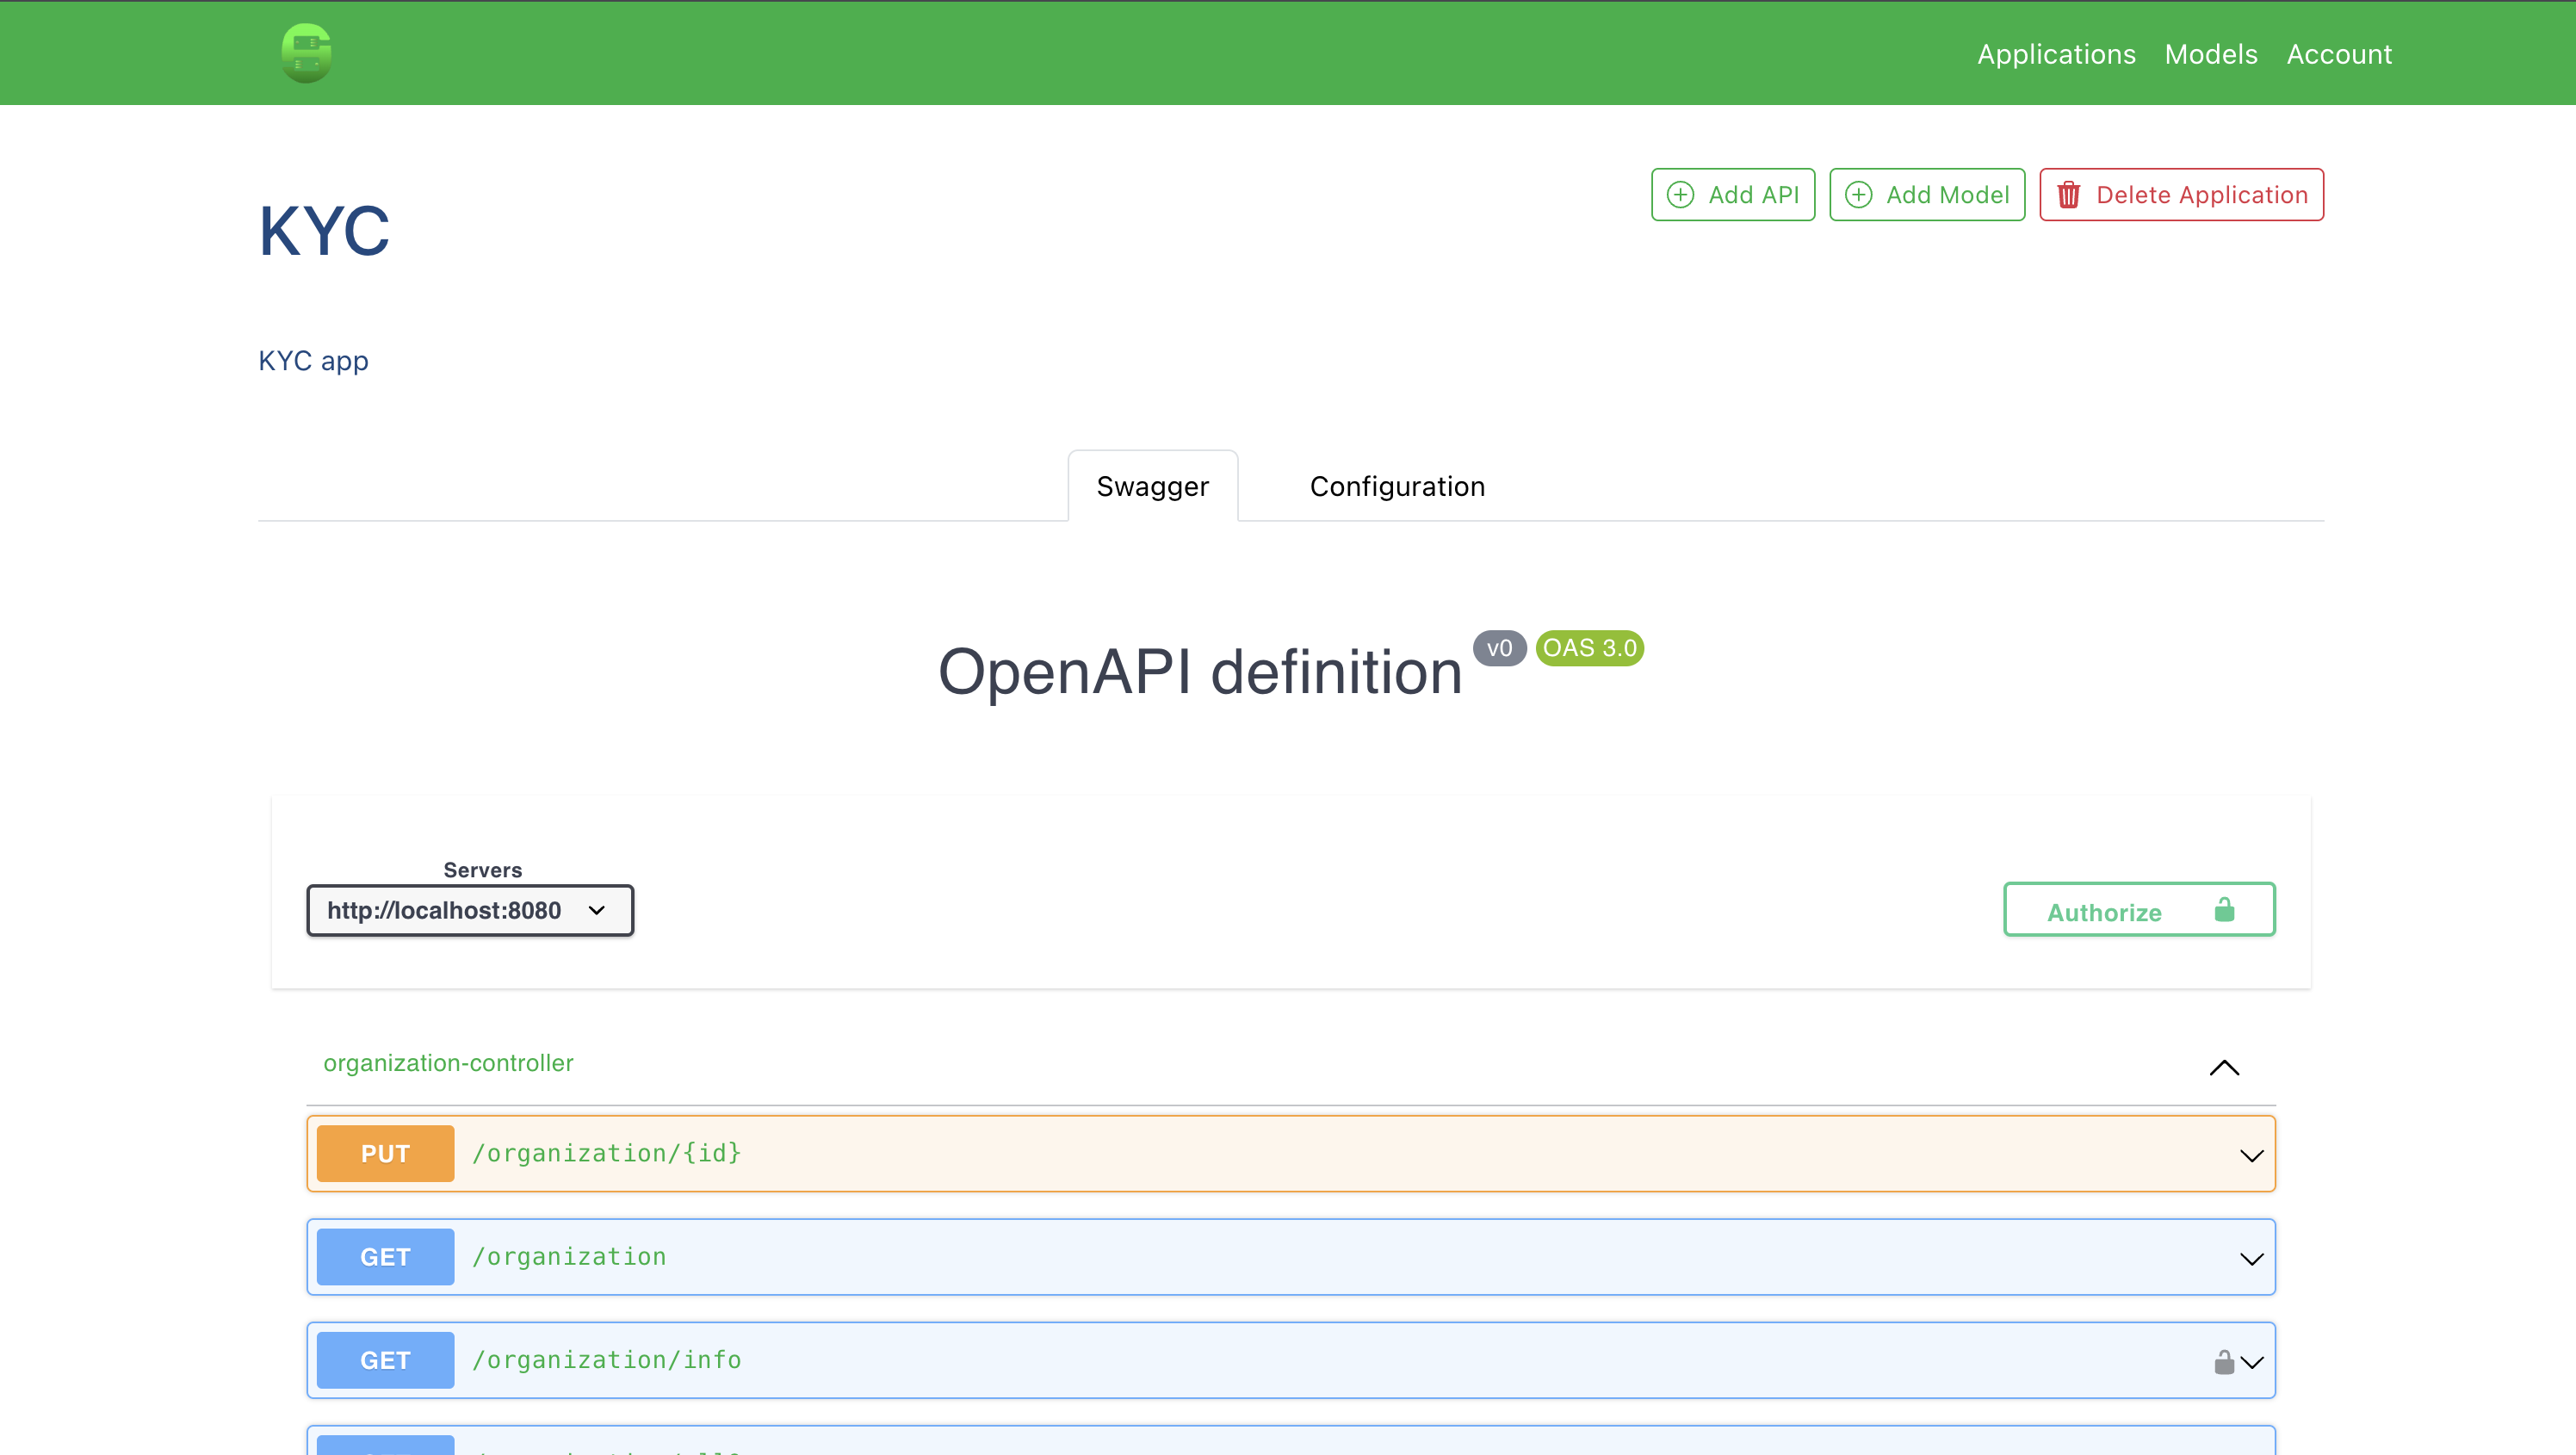 Applications Models Account
Add API Add Model Delete Application
KYC
KYC app
Swagger Configuration
OpenAPI definition v0 OAS 3.0
Servers
http://localhost:8080
Authorize
organization-controller
PUT /organization/{id}
GET /organization
GET /organization/info